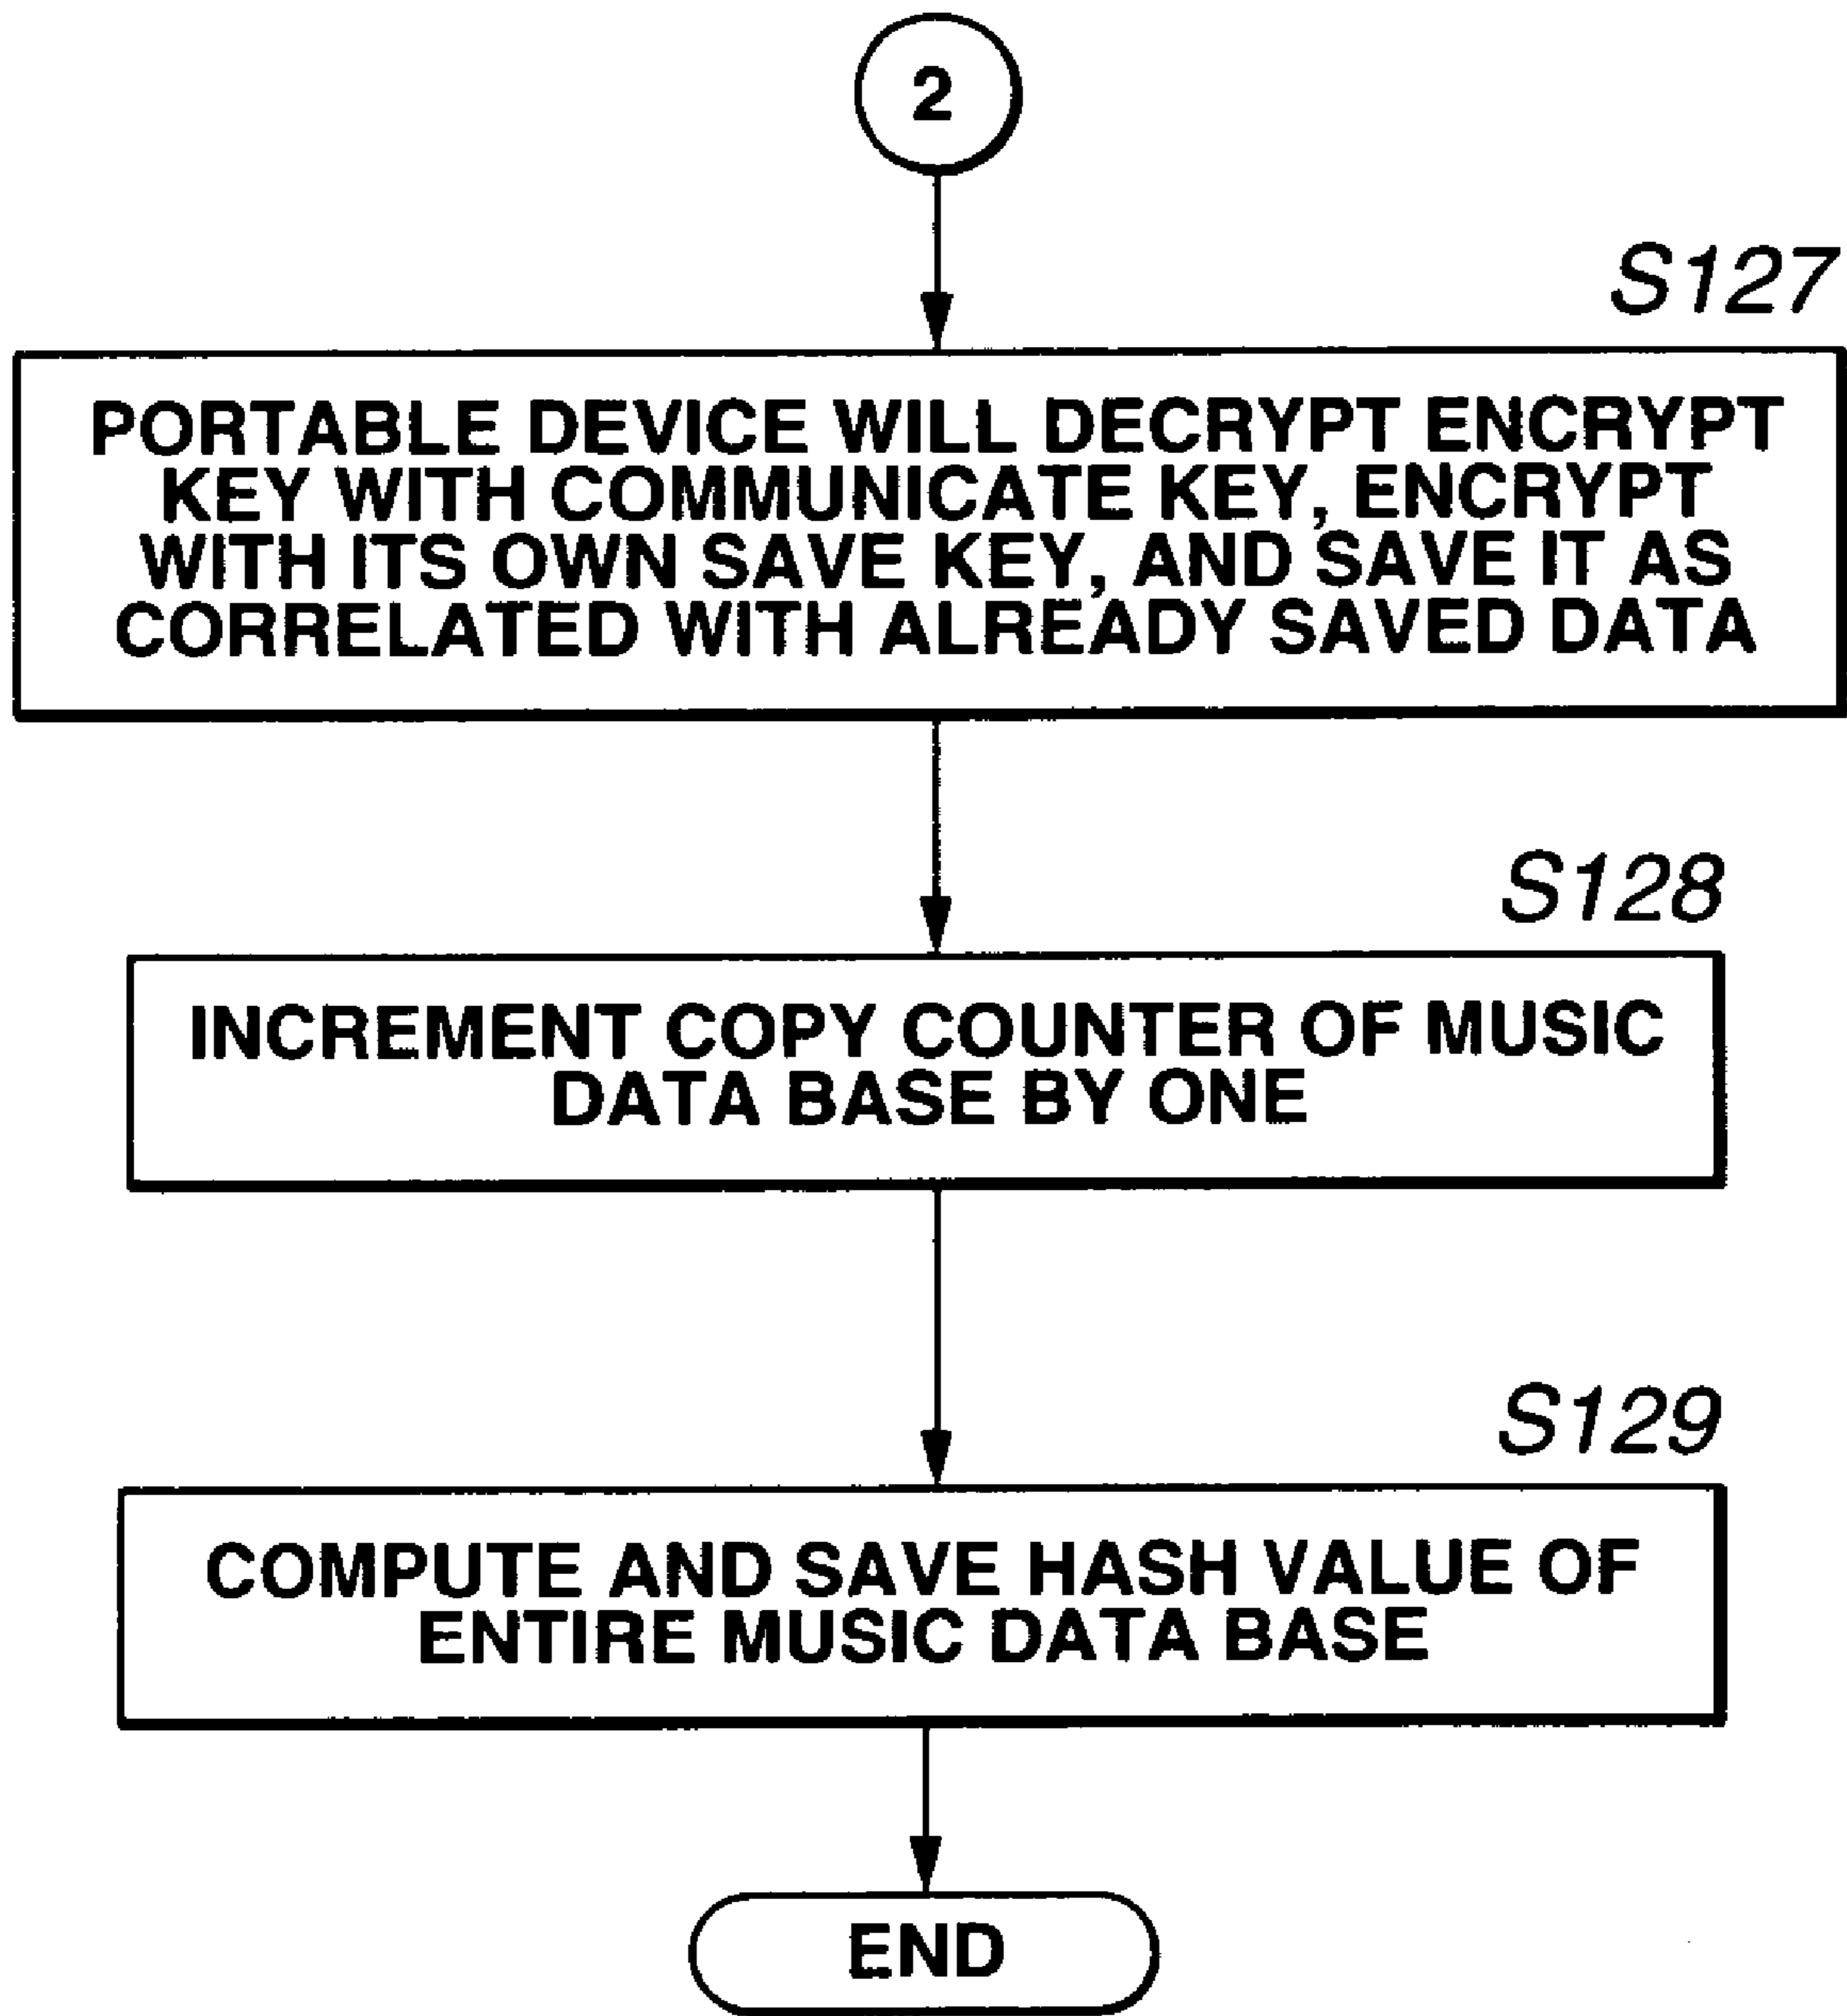 2
S127
PORTABLE DEVICE WILL DECRYPT ENCRYPT
KEY WITH COMMUNICATE KEY, ENCRYPT
WITH ITS OWN SAVE KEY, AND SAVE IT AS
CORRELATED WITH ALREADY SAVED DATA
S128
INCREMENT COPY COUNTER OF MUSIC
DATA BASE BY ONE
S129
COMPUTE AND SAVE HASH VALUE OF
ENTIRE MUSIC DATA BASE
END